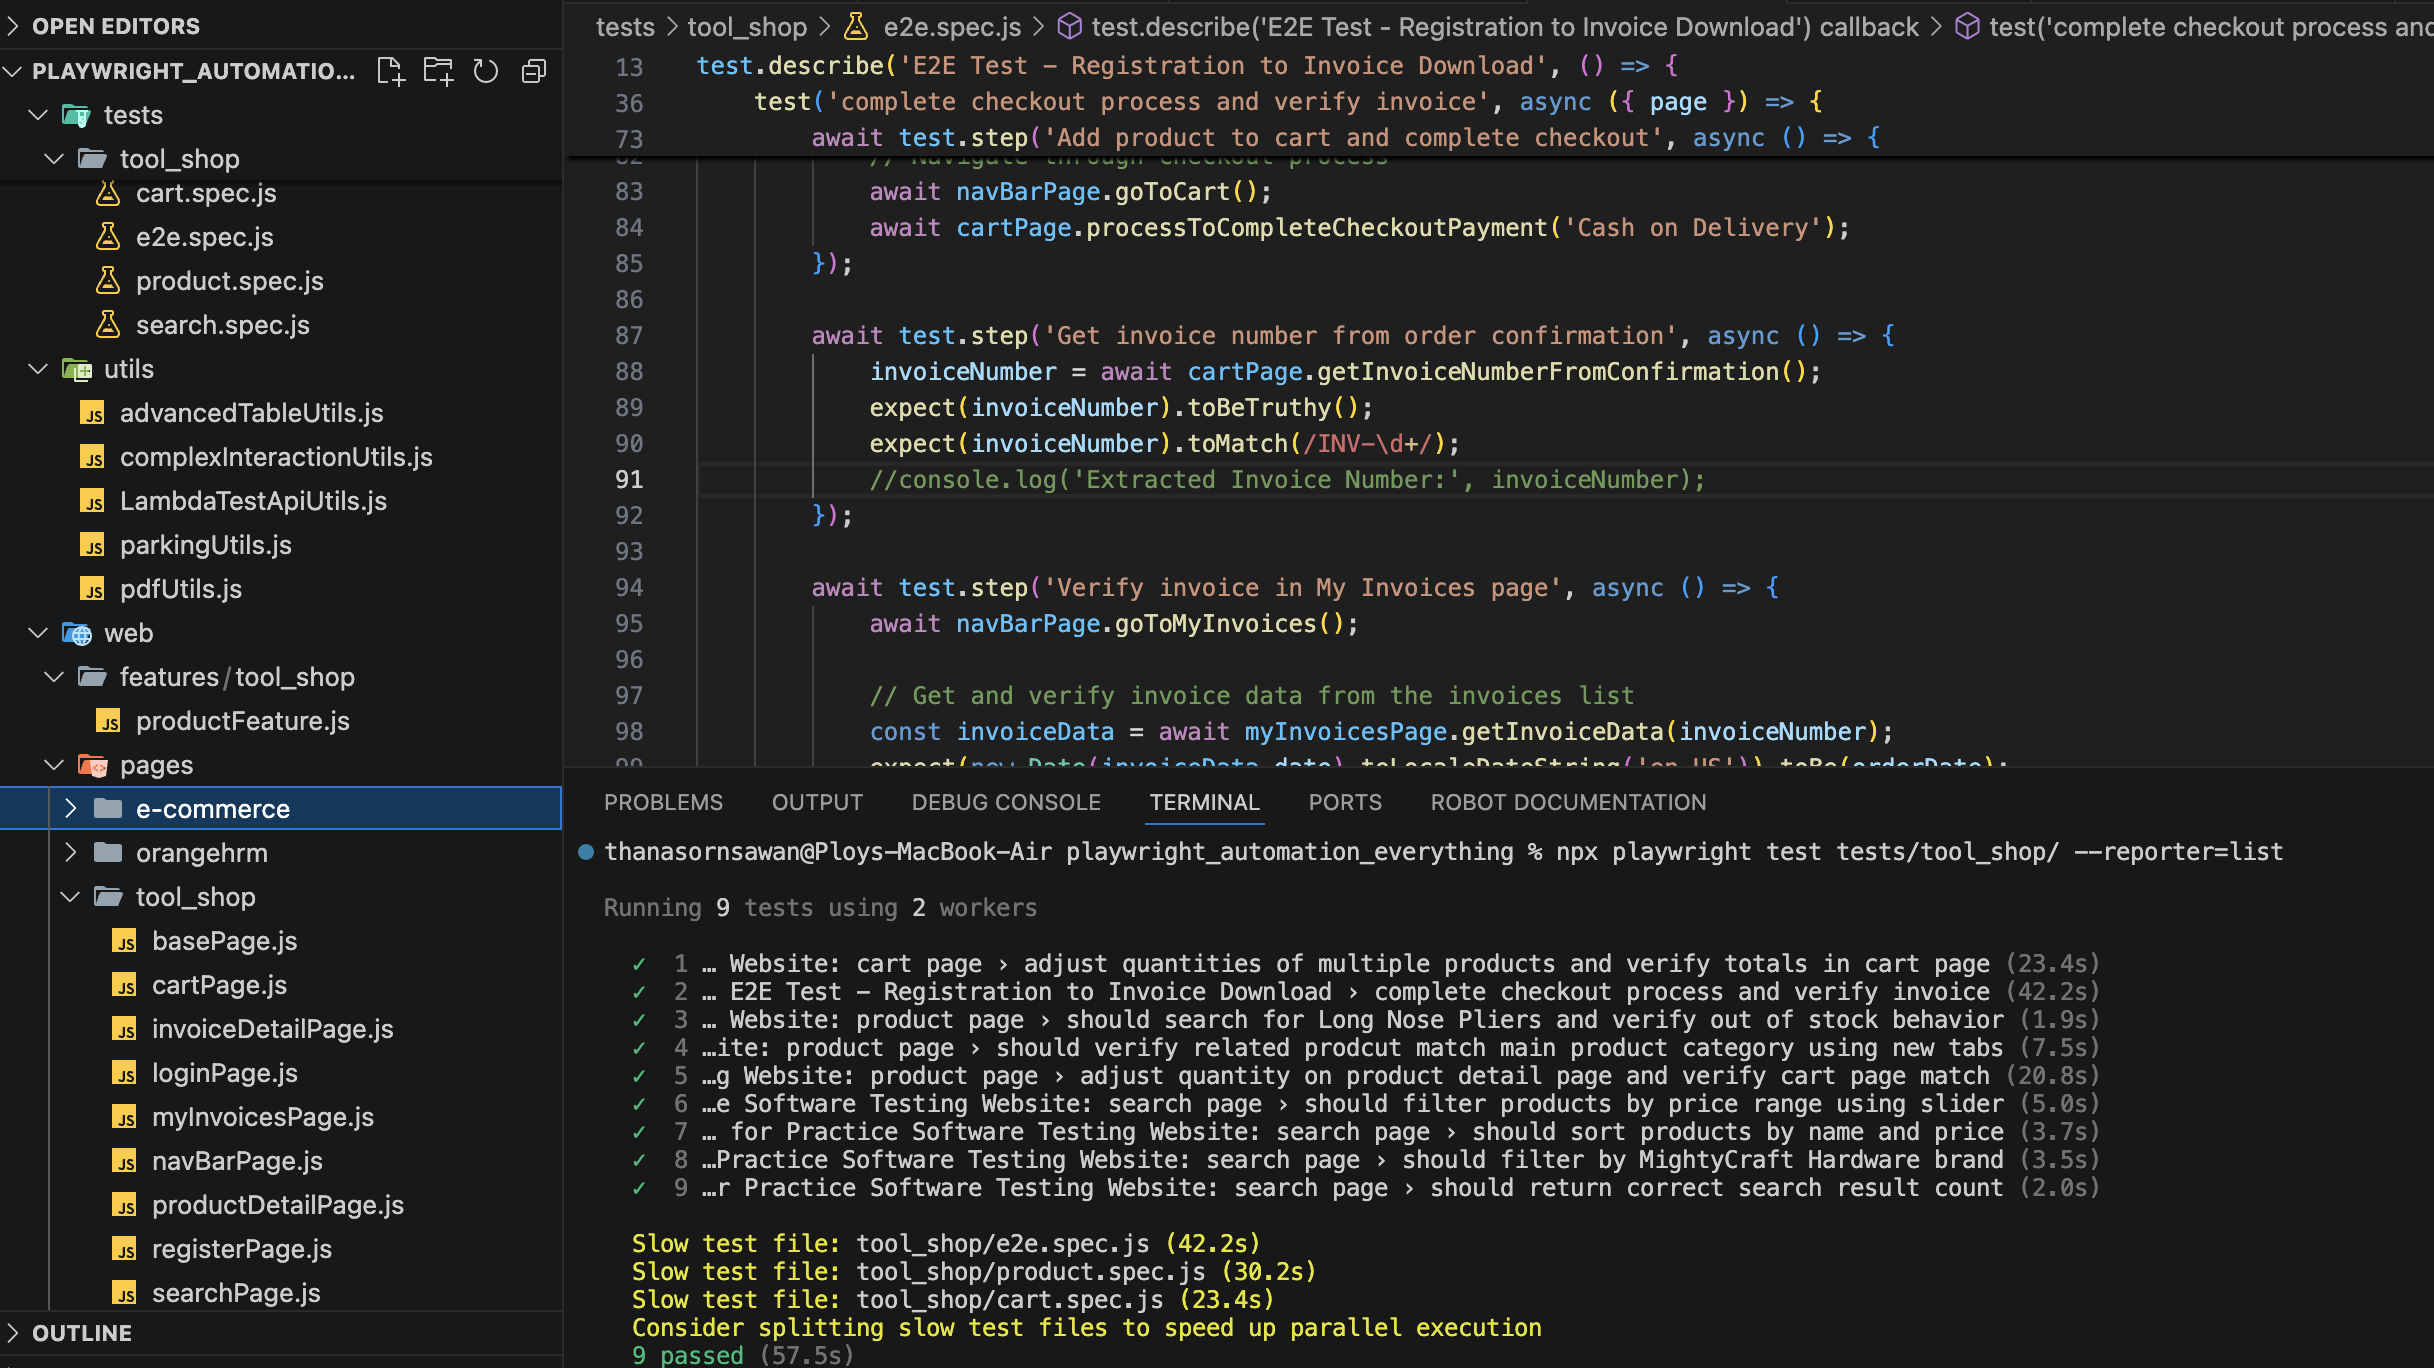 OPEN EDITORS
PLAYWRIGHT_AUTOMATIO...
tests
tool_shop
cart.spec.js
e2e.spec.js
product.spec.js
search.spec.js
utils
advancedTableUtils.js
complexInteractionUtils.js
LambdaTestApiUtils.js
parkingUtils.js
pdfUtils.js
web
features/tool_shop
productFeature.js
pages
e-commerce
orangehrm
tool_shop
basePage.js
cartPage.js
invoiceDetailPage.js
loginPage.js
myInvoicesPage.js
navBarPage.js
productDetailPage.js
registerPage.js
searchPage.js
OUTLINE
tests > tool_shop > e2e.spec.js > test.describe('E2E Test - Registration to Invoice Download') callback > test('complete checkout process and
13 test.describe('E2E Test - Registration to Invoice Download', () => {
36 test('complete checkout process and verify invoice', async ({ page }) => {
73 await test.step('Add product to cart and complete checkout', async () => {
82 // Navigate through checkout process
83 await navBarPage.goToCart();
84 await cartPage.processToCompleteCheckoutPayment('Cash on Delivery');
85 });
86
87 await test.step('Get invoice number from order confirmation', async () => {
88 invoiceNumber = await cartPage.getInvoiceNumberFromConfirmation();
89 expect(invoiceNumber).toBeTruthy();
90 expect(invoiceNumber).toMatch(/INV-\d+/);
91 //console.log('Extracted Invoice Number:', invoiceNumber);
92 });
93
94 await test.step('Verify invoice in My Invoices page', async () => {
95 await navBarPage.goToMyInvoices();
96
97 // Get and verify invoice data from the invoices list
98 const invoiceData = await myInvoicesPage.getInvoiceData(invoiceNumber);
99 expect(new Date(invoiceData.date).toLocaleDateString('en-US')).toBe(orderDate);
PROBLEMS OUTPUT DEBUG CONSOLE TERMINAL PORTS ROBOT DOCUMENTATION
thanasornsawan@Ploys-MacBook-Air playwright_automation_everything % npx playwright test tests/tool_shop/ --reporter=list
Running 9 tests using 2 workers
✓ 1 … Website: cart page › adjust quantities of multiple products and verify totals in cart page (23.4s)
✓ 2 … E2E Test - Registration to Invoice Download › complete checkout process and verify invoice (42.2s)
✓ 3 … Website: product page › should search for Long Nose Pliers and verify out of stock behavior (1.9s)
✓ 4 …ite: product page › should verify related prodcut match main product category using new tabs (7.5s)
✓ 5 …g Website: product page › adjust quantity on product detail page and verify cart page match (20.8s)
✓ 6 …e Software Testing Website: search page › should filter products by price range using slider (5.0s)
✓ 7 … for Practice Software Testing Website: search page › should sort products by name and price (3.7s)
✓ 8 …Practice Software Testing Website: search page › should filter by MightyCraft Hardware brand (3.5s)
✓ 9 …r Practice Software Testing Website: search page › should return correct search result count (2.0s)
Slow test file: tool_shop/e2e.spec.js (42.2s)
Slow test file: tool_shop/product.spec.js (30.2s)
Slow test file: tool_shop/cart.spec.js (23.4s)
Consider splitting slow test files to speed up parallel execution
9 passed (57.5s)